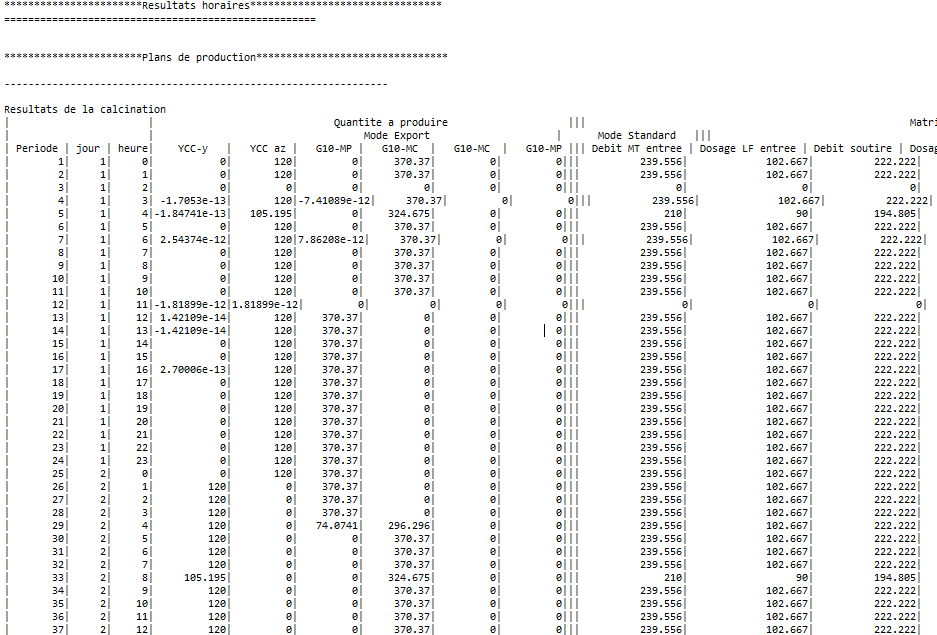 ***********************Resultats horaires********************************
====================================================
***********************Plans de production********************************
----------------------------------------------------------------
Resultats de la calcination
| | Quantite a produire ||| Matri
| | Mode Export | Mode Standard |||
| Periode | jour | heure| YCC-y | YCC az | G10-MP | G10-MC | G10-MC | G10-MP ||| Debit MT entree | Dosage LF entree | Debit soutire | Dosag
| 1| 1| 0| 0| 120| 0| 370.37| 0| 0||| 239.556| 102.667| 222.222|
| 2| 1| 1| 0| 120| 0| 370.37| 0| 0||| 239.556| 102.667| 222.222|
| 3| 1| 2| 0| 0| 0| 0| 0| 0||| 0| 0| 0|
| 4| 1| 3| -1.7053e-13| 120|-7.41089e-12| 370.37| 0| 0||| 239.556| 102.667| 222.222|
| 5| 1| 4|-1.84741e-13| 105.195| 0| 324.675| 0| 0||| 210| 90| 194.805|
| 6| 1| 5| 0| 120| 0| 370.37| 0| 0||| 239.556| 102.667| 222.222|
| 7| 1| 6| 2.54374e-12| 120|7.86208e-12| 370.37| 0| 0||| 239.556| 102.667| 222.222|
| 8| 1| 7| 0| 120| 0| 370.37| 0| 0||| 239.556| 102.667| 222.222|
| 9| 1| 8| 0| 120| 0| 370.37| 0| 0||| 239.556| 102.667| 222.222|
| 10| 1| 9| 0| 120| 0| 370.37| 0| 0||| 239.556| 102.667| 222.222|
| 11| 1| 10| 0| 120| 0| 370.37| 0| 0||| 239.556| 102.667| 222.222|
| 12| 1| 11|-1.81899e-12|1.81899e-12| 0| 0| 0| 0||| 0| 0| 0|
| 13| 1| 12| 1.42109e-14| 120| 370.37| 0| 0| 0||| 239.556| 102.667| 222.222|
| 14| 1| 13|-1.42109e-14| 120| 370.37| 0| 0| 0||| 239.556| 102.667| 222.222|
| 15| 1| 14| 0| 120| 370.37| 0| 0| 0||| 239.556| 102.667| 222.222|
| 16| 1| 15| 0| 120| 370.37| 0| 0| 0||| 239.556| 102.667| 222.222|
| 17| 1| 16| 2.70006e-13| 120| 370.37| 0| 0| 0||| 239.556| 102.667| 222.222|
| 18| 1| 17| 0| 120| 370.37| 0| 0| 0||| 239.556| 102.667| 222.222|
| 19| 1| 18| 0| 120| 370.37| 0| 0| 0||| 239.556| 102.667| 222.222|
| 20| 1| 19| 0| 120| 370.37| 0| 0| 0||| 239.556| 102.667| 222.222|
| 21| 1| 20| 0| 120| 370.37| 0| 0| 0||| 239.556| 102.667| 222.222|
| 22| 1| 21| 0| 120| 370.37| 0| 0| 0||| 239.556| 102.667| 222.222|
| 23| 1| 22| 0| 120| 370.37| 0| 0| 0||| 239.556| 102.667| 222.222|
| 24| 1| 23| 0| 120| 370.37| 0| 0| 0||| 239.556| 102.667| 222.222|
| 25| 2| 0| 0| 120| 370.37| 0| 0| 0||| 239.556| 102.667| 222.222|
| 26| 2| 1| 120| 0| 370.37| 0| 0| 0||| 239.556| 102.667| 222.222|
| 27| 2| 2| 120| 0| 370.37| 0| 0| 0||| 239.556| 102.667| 222.222|
| 28| 2| 3| 120| 0| 370.37| 0| 0| 0||| 239.556| 102.667| 222.222|
| 29| 2| 4| 120| 0| 74.0741| 296.296| 0| 0||| 239.556| 102.667| 222.222|
| 30| 2| 5| 120| 0| 0| 370.37| 0| 0||| 239.556| 102.667| 222.222|
| 31| 2| 6| 120| 0| 0| 370.37| 0| 0||| 239.556| 102.667| 222.222|
| 32| 2| 7| 120| 0| 0| 370.37| 0| 0||| 239.556| 102.667| 222.222|
| 33| 2| 8| 105.195| 0| 0| 324.675| 0| 0||| 210| 90| 194.805|
| 34| 2| 9| 120| 0| 0| 370.37| 0| 0||| 239.556| 102.667| 222.222|
| 35| 2| 10| 120| 0| 0| 370.37| 0| 0||| 239.556| 102.667| 222.222|
| 36| 2| 11| 120| 0| 0| 370.37| 0| 0||| 239.556| 102.667| 222.222|
| 37| 2| 12| 120| 0| 0| 370.37| 0| 0||| 239.556| 102.667| 222.222|